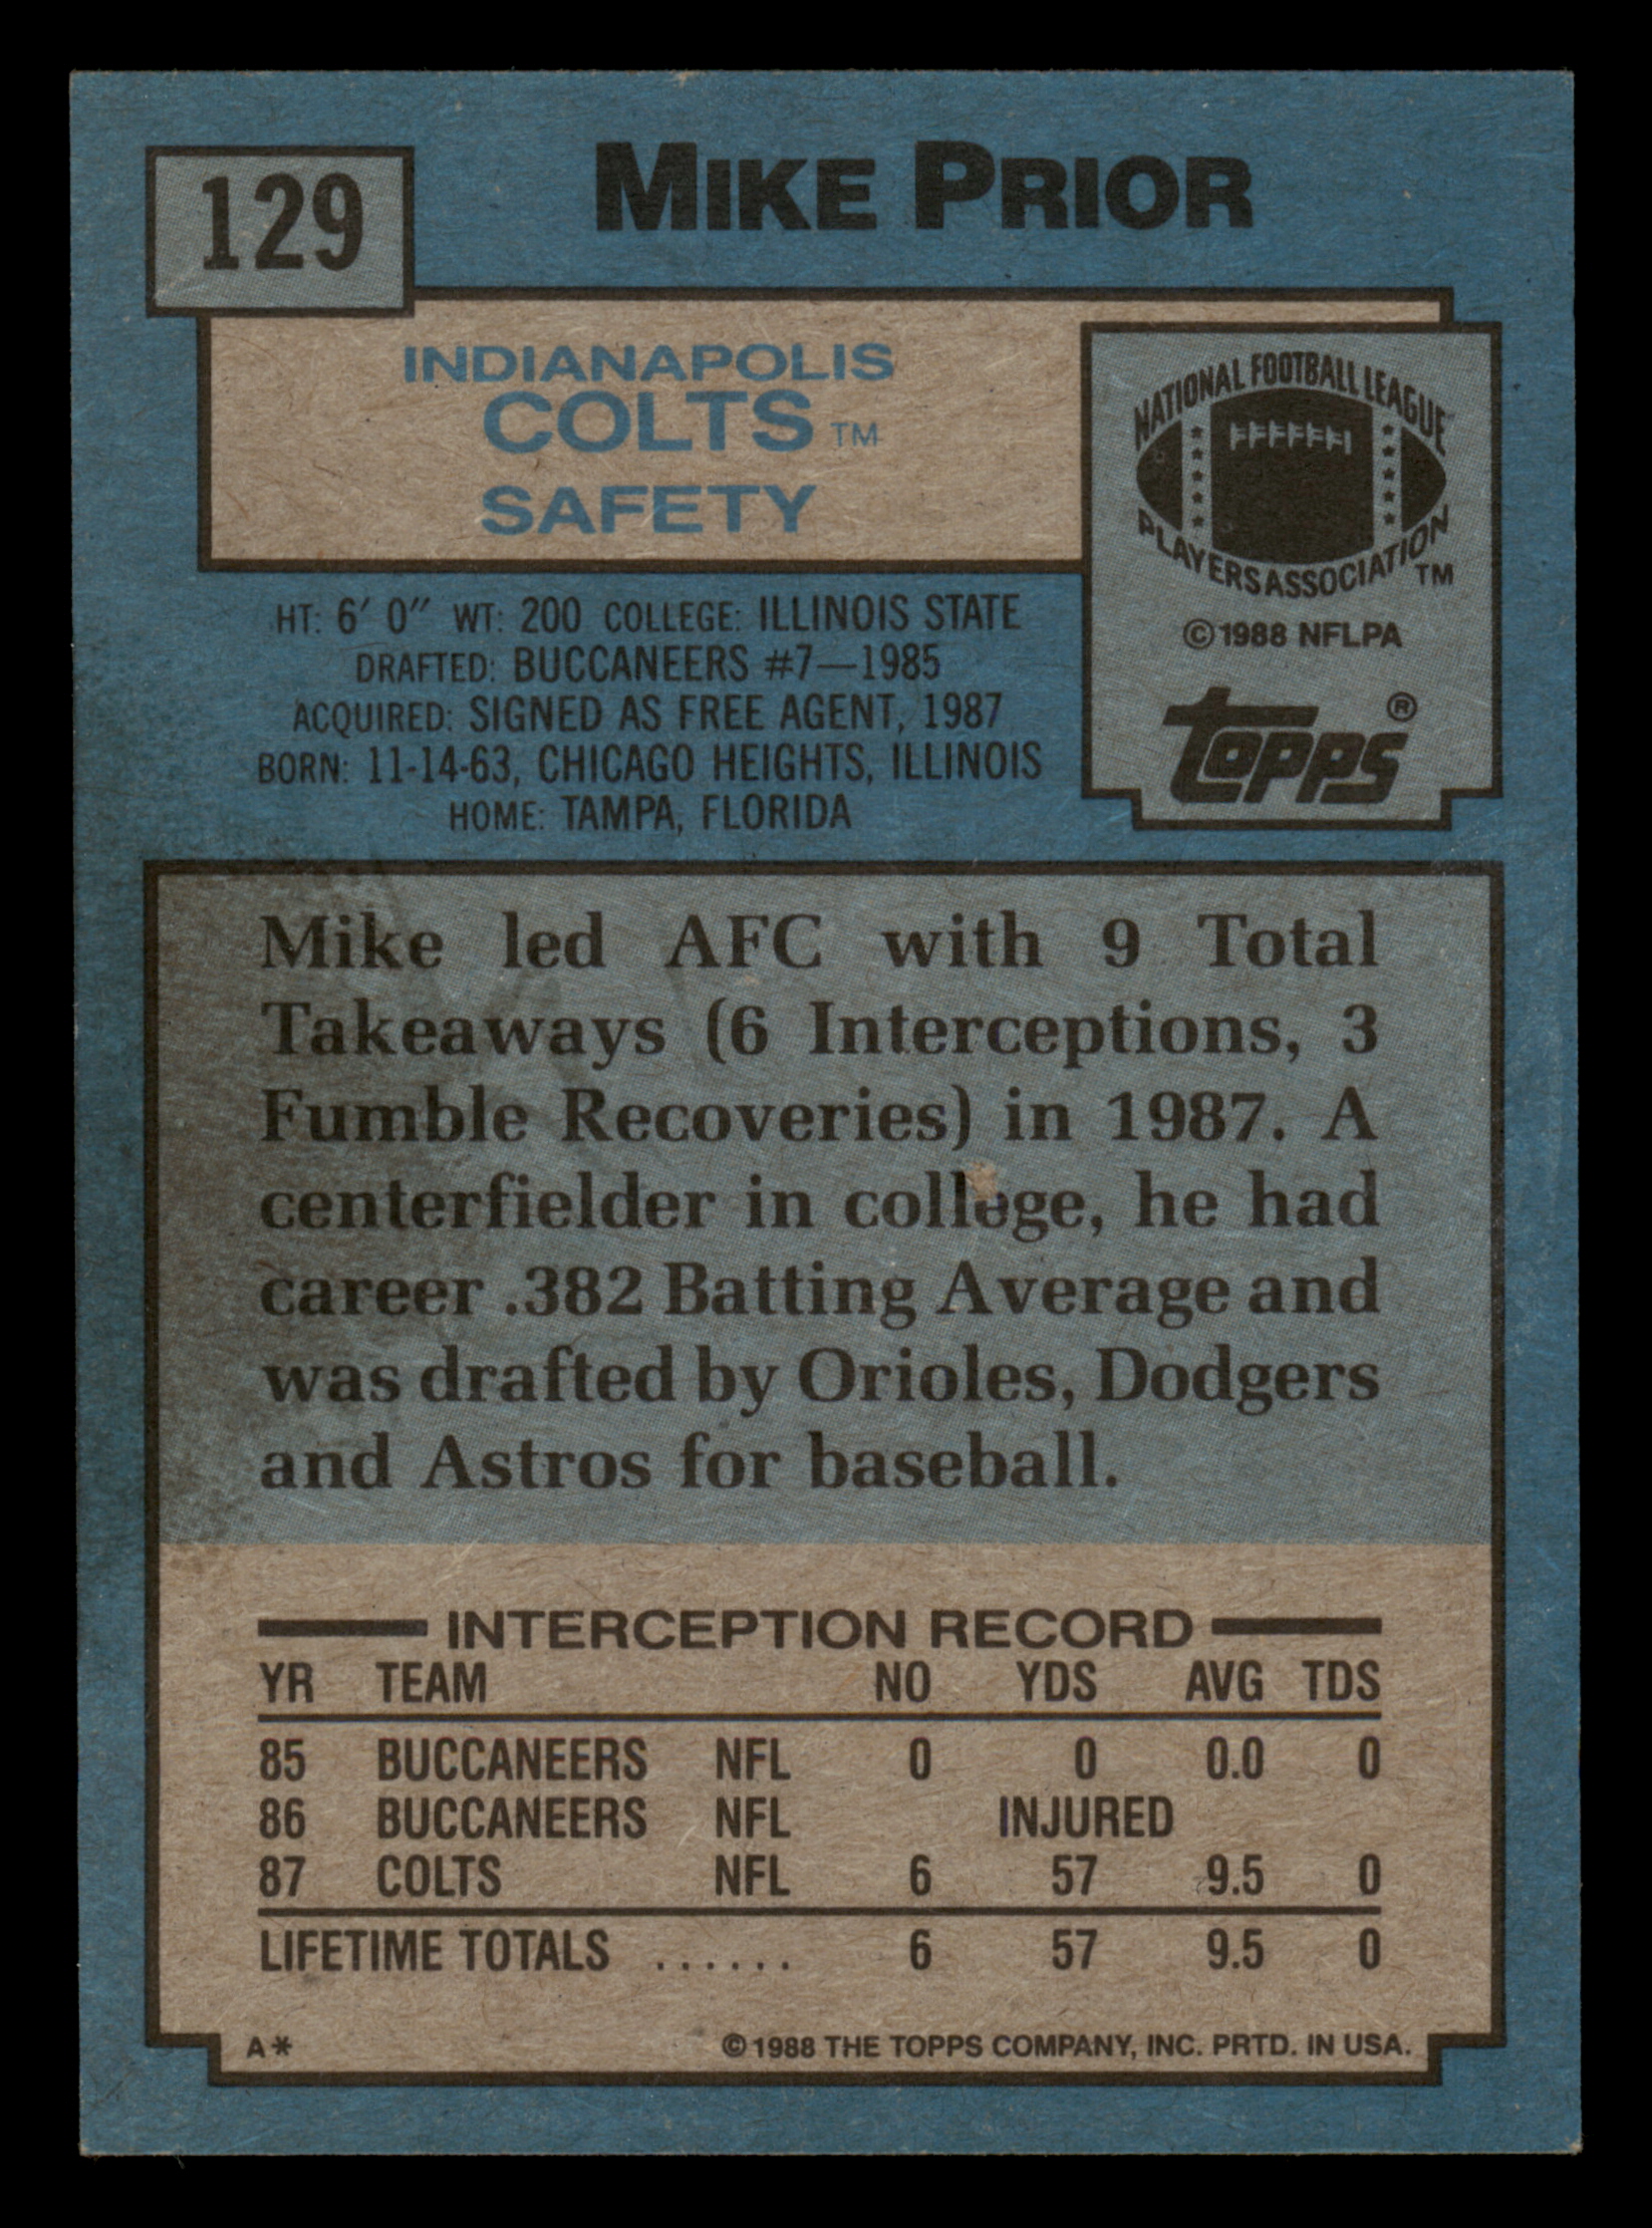 129
MIKE PRIOR
INDIANAPOLIS
COLTS TM
SAFETY
NATIONAL FOOTBALL LEAGUE
PLAYERS ASSOCIATION TM
©1988 NFLPA
topps ®
HT: 6' 0" WT: 200 COLLEGE: ILLINOIS STATE
DRAFTED: BUCCANEERS #7—1985
ACQUIRED: SIGNED AS FREE AGENT, 1987
BORN: 11-14-63, CHICAGO HEIGHTS, ILLINOIS
HOME: TAMPA, FLORIDA
Mike led AFC with 9 Total
Takeaways (6 Interceptions, 3
Fumble Recoveries) in 1987. A
centerfielder in college, he had
career .382 Batting Average and
was drafted by Orioles, Dodgers
and Astros for baseball.
INTERCEPTION RECORD
YR TEAM NO YDS AVG TDS
85 BUCCANEERS NFL 0 0 0.0 0
86 BUCCANEERS NFL INJURED
87 COLTS NFL 6 57 9.5 0
LIFETIME TOTALS ...... 6 57 9.5 0
A* ©1988 THE TOPPS COMPANY, INC. PRTD. IN USA.